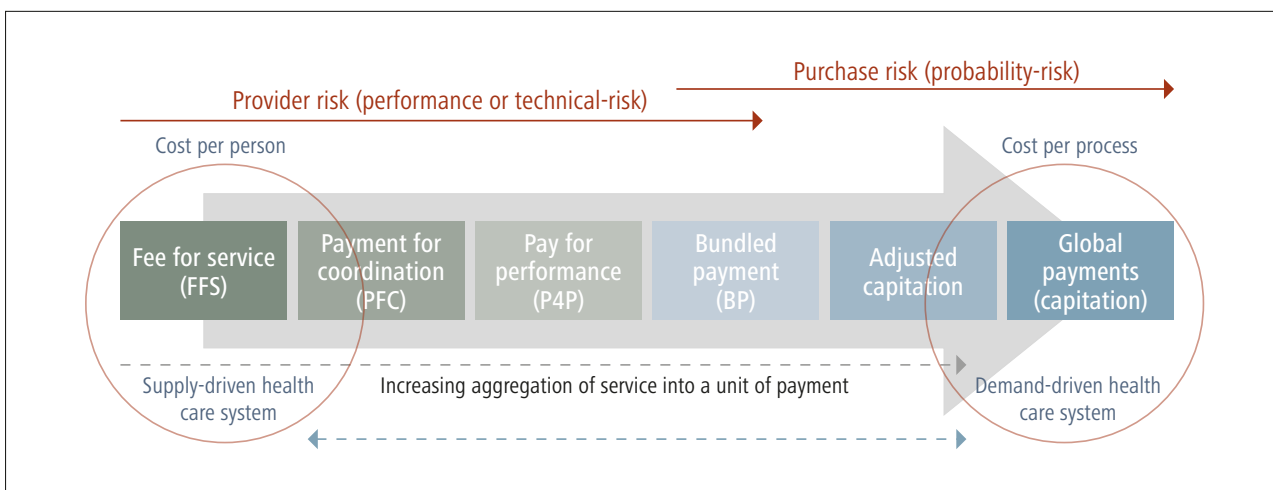 Purchase risk (probability-risk)
Provider risk (performance or technical-risk)
Cost per person
Cost per process
Fee for service
(FFS)
Payment for
coordination
(PFC)
Pay for
performance
(P4P)
Bundled
payment
(BP)
Adjusted
capitation
Global
payments
(capitation)
Supply-driven health
care system
Increasing aggregation of service into a unit of payment
Demand-driven health
care system